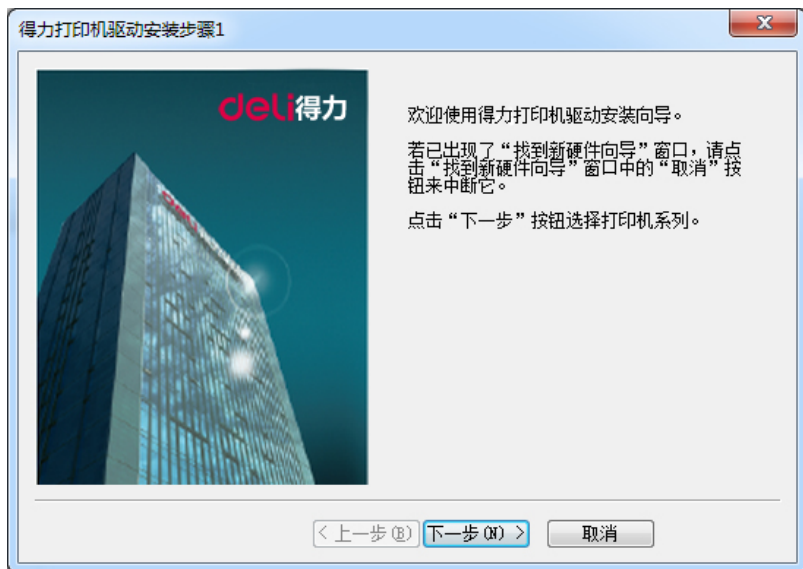 得力打印机驱动安装步骤1
deli得力
deli
欢迎使用得力打印机驱动安装向导。
若已出现了“找到新硬件向导”窗口，请点
击“找到新硬件向导”窗口中的“取消”按
钮来中断它。
点击“下一步”按钮选择打印机系列。
< 上一步(B)
下一步(N) >
取消